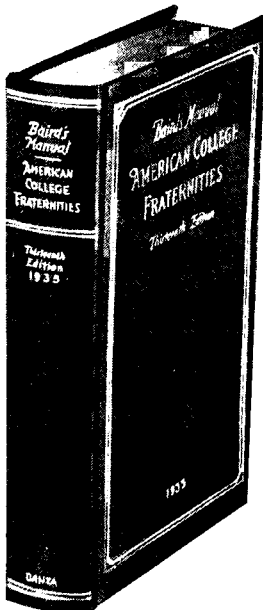 Baird's
Manual
AMERICAN
COLLEGE
FRATERNITIES
Thirteenth
Edition
1935
BANTA
Baird's Manual
AMERICAN COLLEGE
FRATERNITIES
Thirteenth Edition
1935